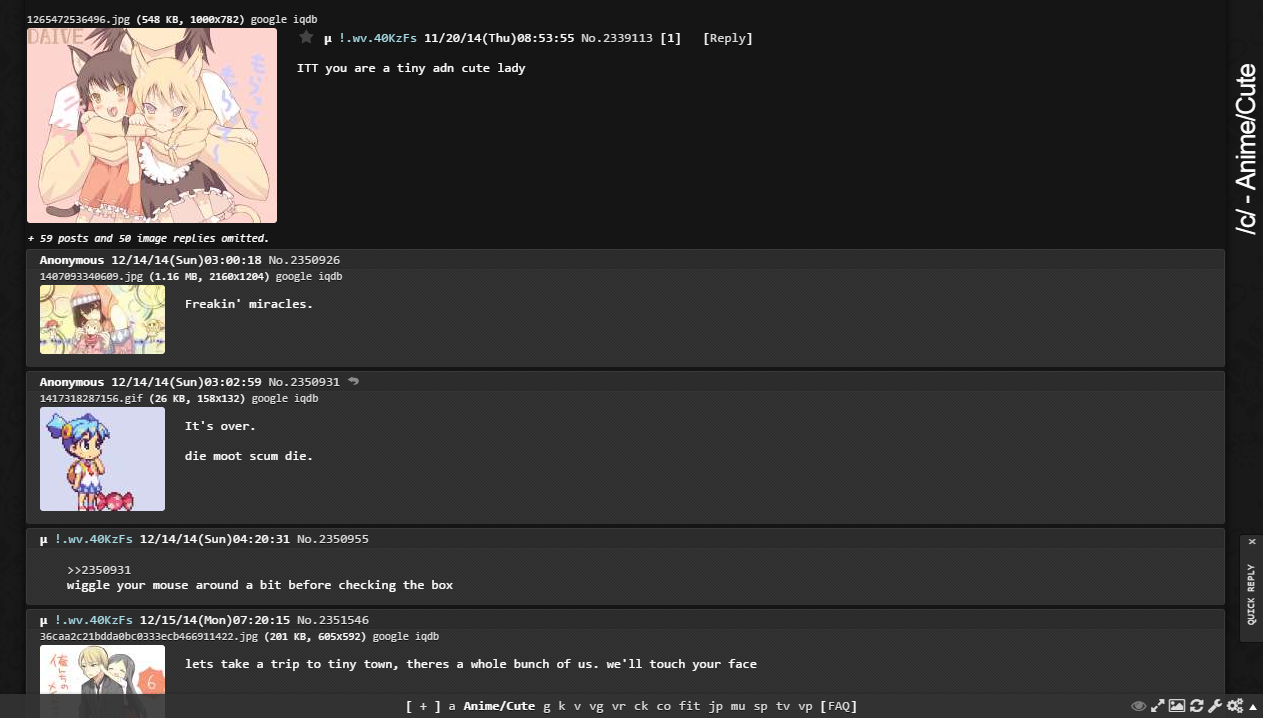 1265472536496.jpg (548 KB, 1000x782) google iqdb
DAIVE
μ !.wv.40KzFs 11/20/14(Thu)08:53:55 No.2339113 [1] [Reply]
ITT you are a tiny adn cute lady
+ 59 posts and 50 image replies omitted.
Anonymous 12/14/14(Sun)03:00:18 No.2350926
1407093340609.jpg (1.16 MB, 2160x1204) google iqdb
Freakin' miracles.
Anonymous 12/14/14(Sun)03:02:59 No.2350931
1417318287156.gif (26 KB, 158x132) google iqdb
It's over.
die moot scum die.
μ !.wv.40KzFs 12/14/14(Sun)04:20:31 No.2350955
>>2350931
wiggle your mouse around a bit before checking the box
μ !.wv.40KzFs 12/15/14(Mon)07:20:15 No.2351546
36caa2c21bdda0bc0333ecb466911422.jpg (201 KB, 605x592) google iqdb
lets take a trip to tiny town, theres a whole bunch of us. we'll touch your face
6
[ + ] a Anime/Cute g k v vg vr ck co fit jp mu sp tv vp [FAQ]
/c/ - Anime/Cute
× QUICK REPLY